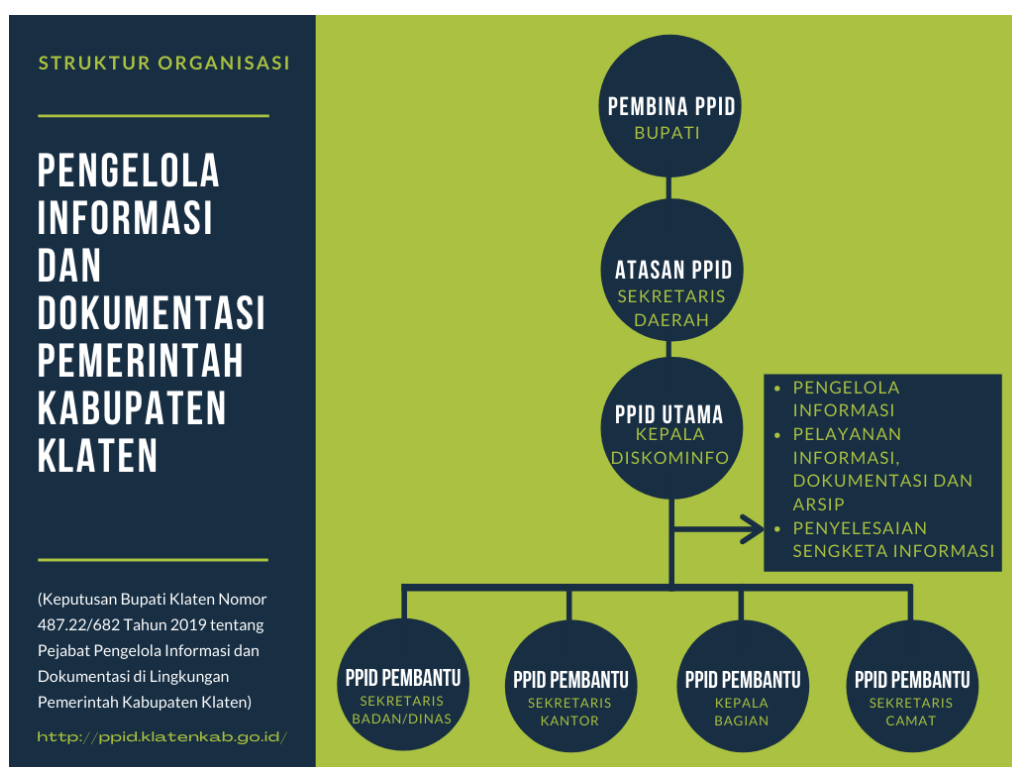 STRUKTUR ORGANISASI
PENGELOLA
INFORMASI
DAN
DOKUMENTASI
PEMERINTAH
KABUPATEN
KLATEN
(Keputusan Bupati Klaten Nomor
487.22/682 Tahun 2019 tentang
Pejabat Pengelola Informasi dan
Dokumentasi di Lingkungan
Pemerintah Kabupaten Klaten)
http://ppid.klatenkab.go.id/
PEMBINA PPID
BUPATI
ATASAN PPID
SEKRETARIS
DAERAH
PPID UTAMA
KEPALA
DISKOMINFO
• PENGELOLA
INFORMASI
• PELAYANAN
INFORMASI,
DOKUMENTASI DAN
ARSIP
• PENYELESAIAN
SENGKETA INFORMASI
PPID PEMBANTU
SEKRETARIS
BADAN/DINAS
PPID PEMBANTU
SEKRETARIS
KANTOR
PPID PEMBANTU
KEPALA
BAGIAN
PPID PEMBANTU
SEKRETARIS
CAMAT